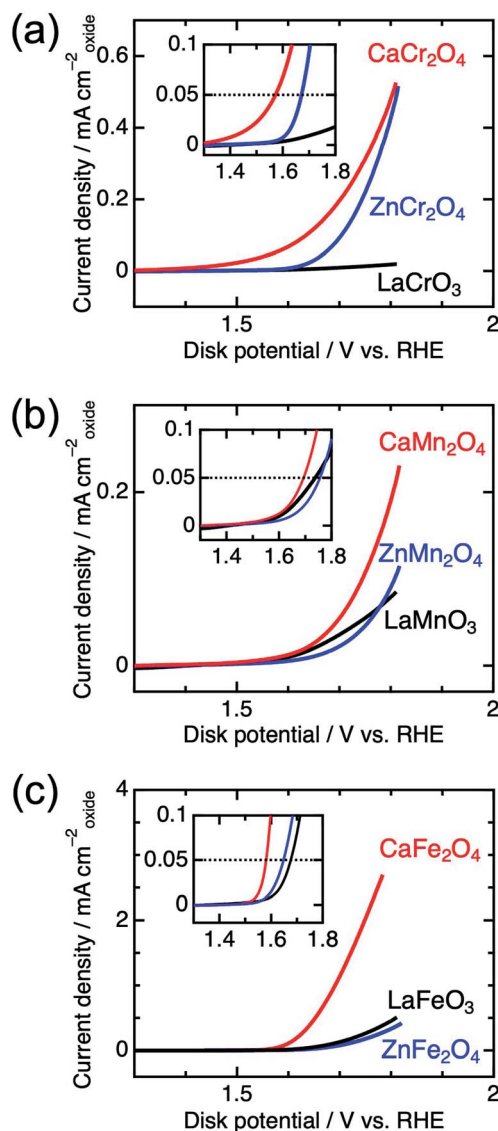 (a)
Current density / mA cm⁻²oxide
0.6
0.4
0.2
0
0.1
0.05
0
1.4 1.6 1.8
CaCr₂O₄
ZnCr₂O₄
LaCrO₃
1.5 2
Disk potential / V vs. RHE
(b)
Current density / mA cm⁻²oxide
0.2
0
0.1
0.05
0
1.4 1.6 1.8
CaMn₂O₄
ZnMn₂O₄
LaMnO₃
1.5 2
Disk potential / V vs. RHE
(c)
Current density / mA cm⁻²oxide
4
2
0
0.1
0.05
0
1.4 1.6 1.8
CaFe₂O₄
LaFeO₃
ZnFe₂O₄
1.5 2
Disk potential / V vs. RHE